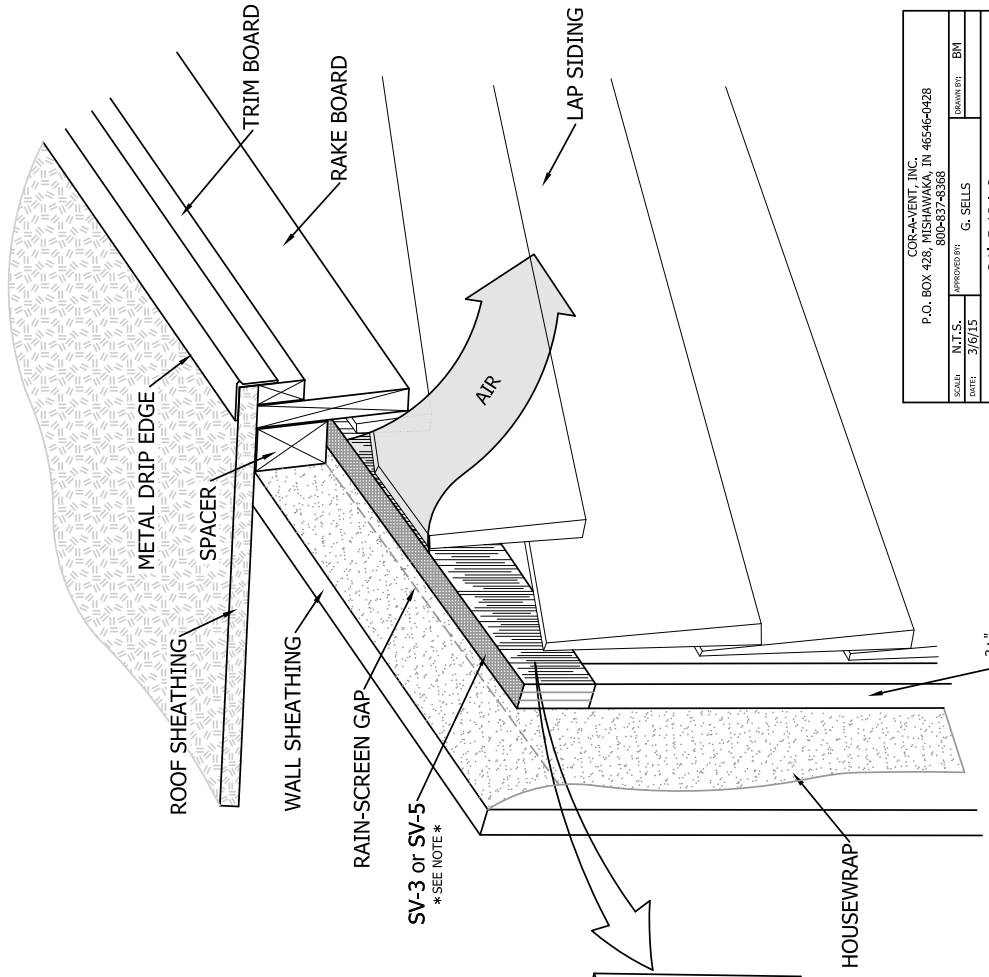 METAL DRIP EDGE
TRIM BOARD
RAKE BOARD
SPACER
ROOF SHEATHING
WALL SHEATHING
RAIN-SCREEN GAP
SV-3 or SV-5
*SEE NOTE*
AIR
LAP SIDING
HOUSEWRAP
COR-A-VENT, INC.
P.O. BOX 428, MISHAWAKA, IN 46546-0428
800-837-8368
SCALE: N.T.S. APPROVED BY: G. SELLS DRAWN BY: BM
DATE: 3/6/15